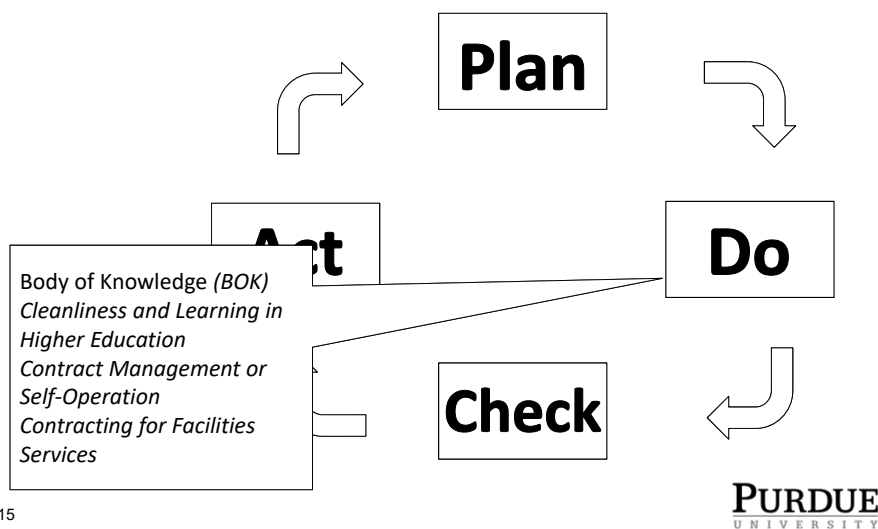 Plan
Act
Do
Body of Knowledge (BOK)
Cleanliness and Learning in
Higher Education
Contract Management or
Self-Operation
Contracting for Facilities
Services
Check
15
PURDUE
UNIVERSITY